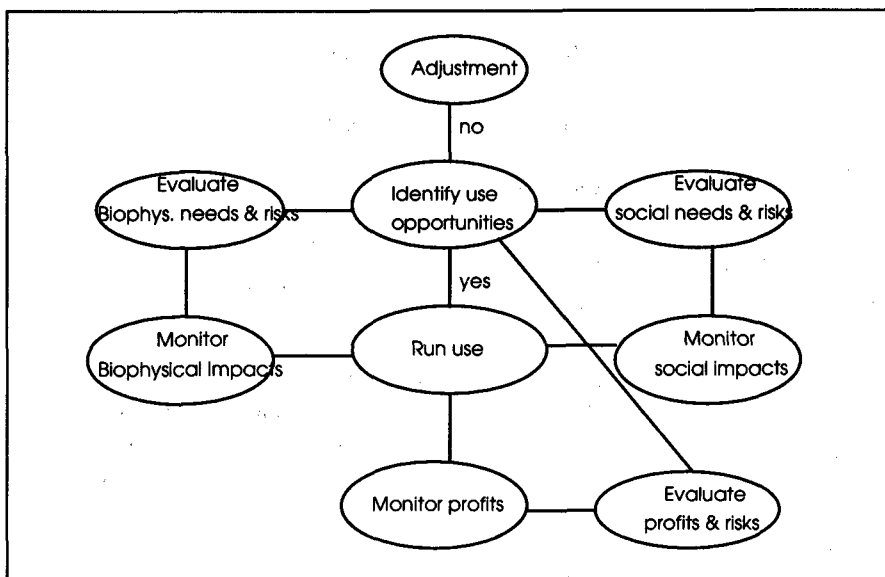 Adjustment
no
Evaluate
Biophys. needs & risks
Identify use
opportunities
Evaluate
social needs & risks
yes
Monitor
Biophysical Impacts
Run use
Monitor
social impacts
Monitor profits
Evaluate
profits & risks